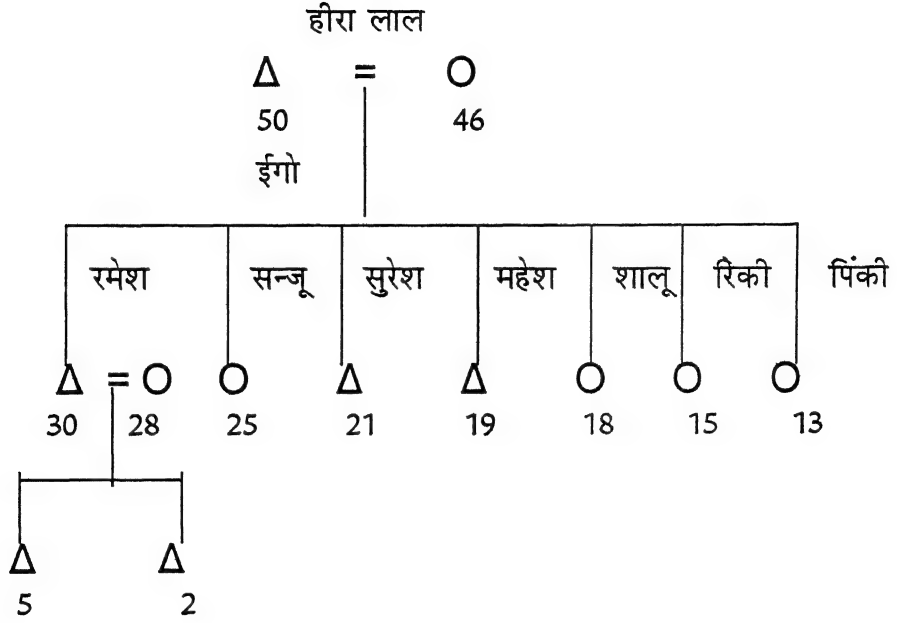 हीरा लाल
Δ = O
50 46
ईगो
रमेश सन्जू सुरेश महेश शालू रिंकी पिंकी
Δ = O O Δ Δ O O O
30 28 25 21 19 18 15 13
Δ Δ
5 2